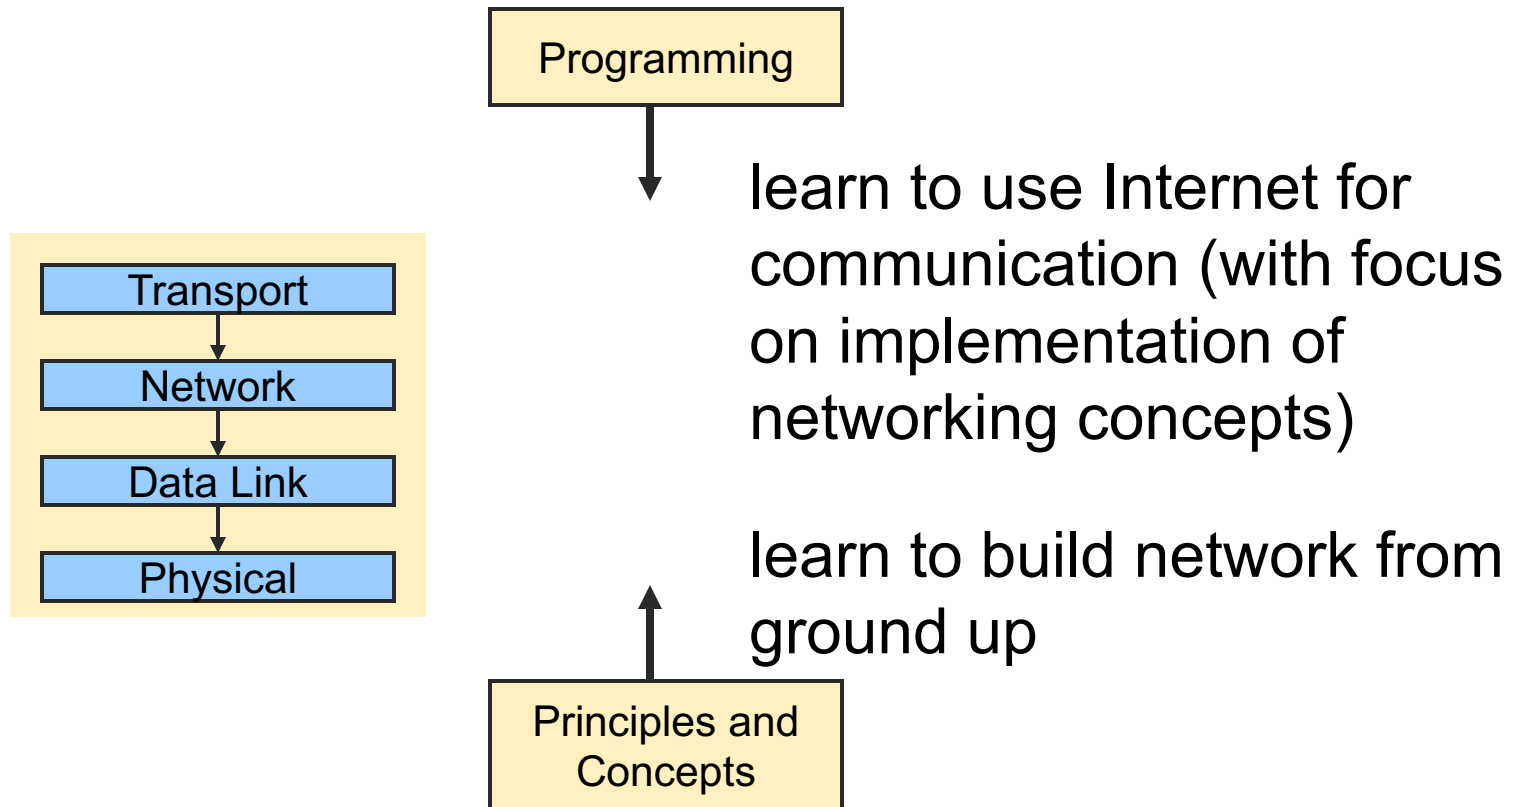 Programming
learn to use Internet for
communication (with focus
on implementation of
networking concepts)
Transport
Network
Data Link
Physical
learn to build network from
ground up
Principles and
Concepts